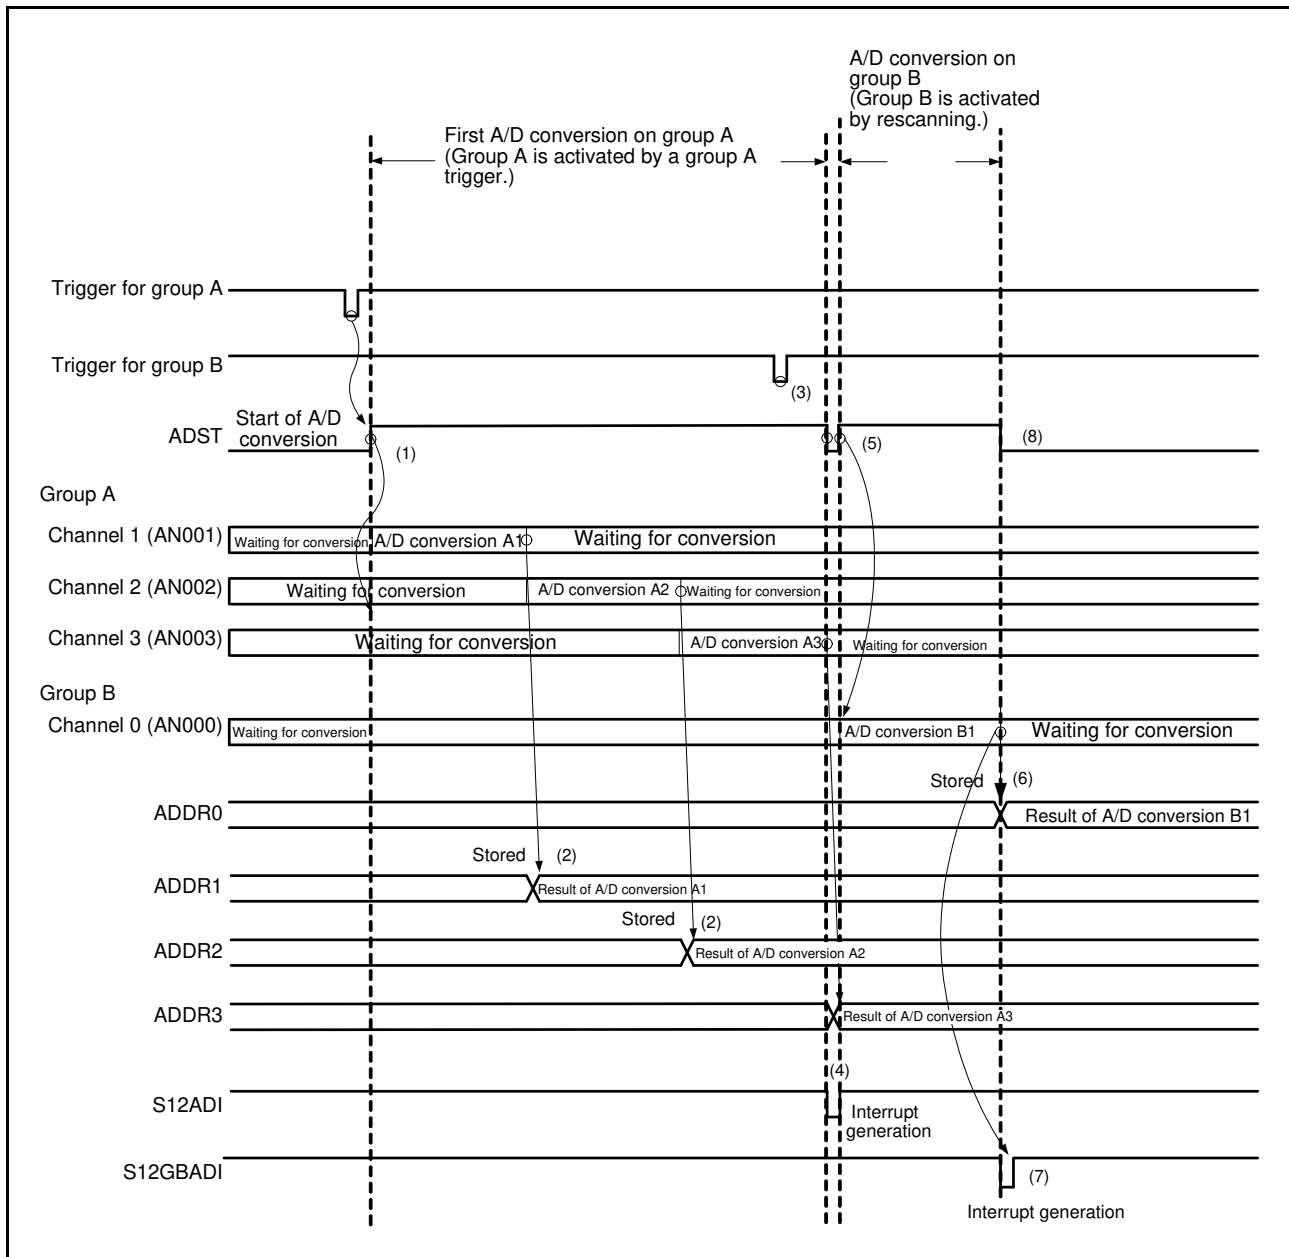 A/D conversion on
group B
(Group B is activated
by rescanning.)
First A/D conversion on group A
(Group A is activated by a group A
trigger.)
Trigger for group A
Trigger for group B
(3)
ADST
Start of A/D
conversion
(1)
(5)
(8)
Group A
Channel 1 (AN001)
Waiting for conversion
A/D conversion A1
Waiting for conversion
Channel 2 (AN002)
Waiting for conversion
A/D conversion A2
Waiting for conversion
Channel 3 (AN003)
Waiting for conversion
A/D conversion A3
Waiting for conversion
Group B
Channel 0 (AN000)
Waiting for conversion
A/D conversion B1
Waiting for conversion
Stored
(6)
ADDR0
Result of A/D conversion B1
Stored
(2)
ADDR1
Result of A/D conversion A1
Stored
(2)
ADDR2
Result of A/D conversion A2
ADDR3
Result of A/D conversion A3
(4)
S12ADI
Interrupt
generation
S12GBADI
(7)
Interrupt generation